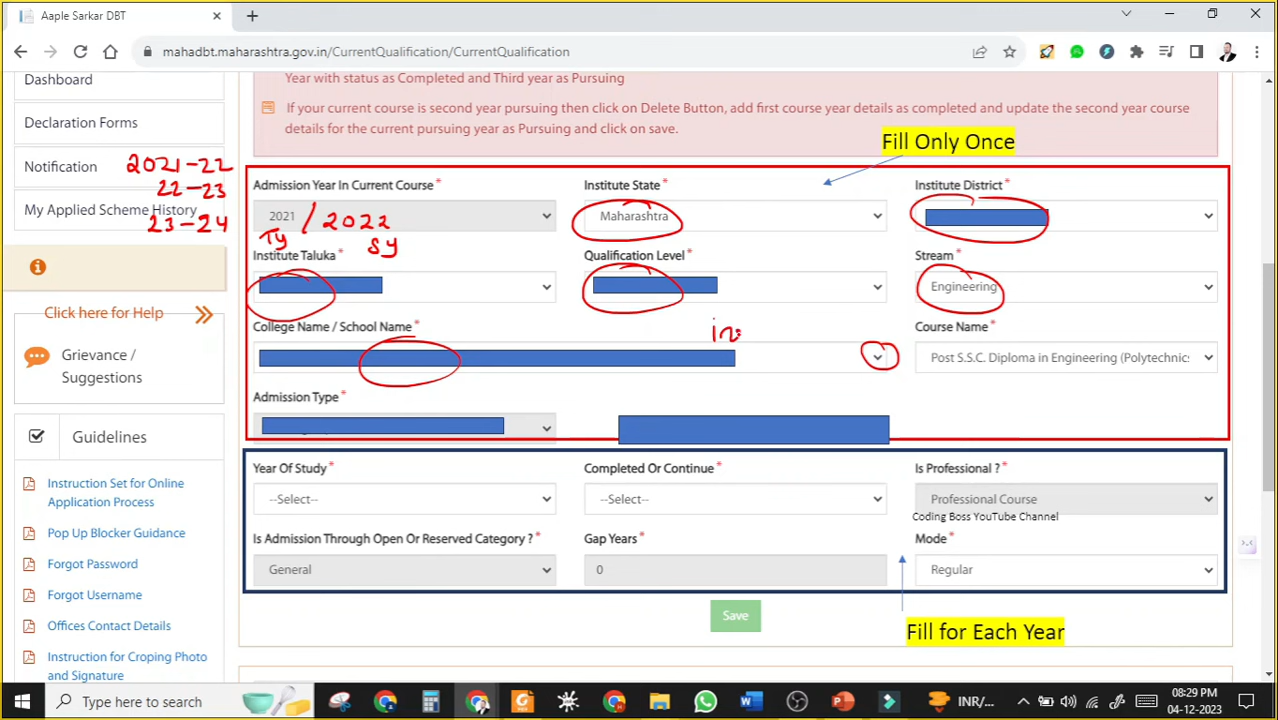 Aaple Sarkar DBT
mahadbt.maharashtra.gov.in/CurrentQualification/CurrentQualification
Dashboard
Declaration Forms
Notification
2021-22
22-23
My Applied Scheme History
23-24
Click here for Help
Grievance /
Suggestions
Guidelines
Instruction Set for Online
Application Process
Pop Up Blocker Guidance
Forgot Password
Forgot Username
Offices Contact Details
Instruction for Croping Photo
and Signature
Year with status as Completed and Third year as Pursuing
If your current course is second year pursuing then click on Delete Button, add first course year details as completed and update the second year course
details for the current pursuing year as Pursuing and click on save.
Fill Only Once
Admission Year In Current Course *
Institute State *
Institute District *
2021 / 2022
Maharashtra
Ty
Sy
Institute Taluka *
Qualification Level *
Stream *
Engineering
College Name / School Name *
Course Name *
Post S.S.C. Diploma in Engineering (Polytechnics
Admission Type *
Year Of Study *
Completed Or Continue *
Is Professional ? *
--Select--
--Select--
Professional Course
Coding Boss YouTube Channel
Is Admission Through Open Or Reserved Category ? *
Gap Years *
Mode *
General
0
Regular
Save
Fill for Each Year
Type here to search
INR/...
08:29 PM
04-12-2023